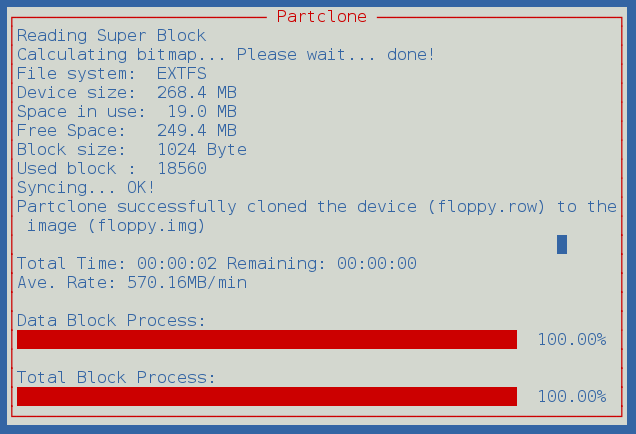 Partclone
Reading Super Block
Calculating bitmap... Please wait... done!
File system:  EXTFS
Device size:  268.4 MB
Space in use:  19.0 MB
Free Space:   249.4 MB
Block size:   1024 Byte
Used block :  18560
Syncing... OK!
Partclone successfully cloned the device (floppy.row) to the
image (floppy.img)
Total Time: 00:00:02 Remaining: 00:00:00
Ave. Rate: 570.16MB/min
Data Block Process:
100.00%
Total Block Process:
100.00%